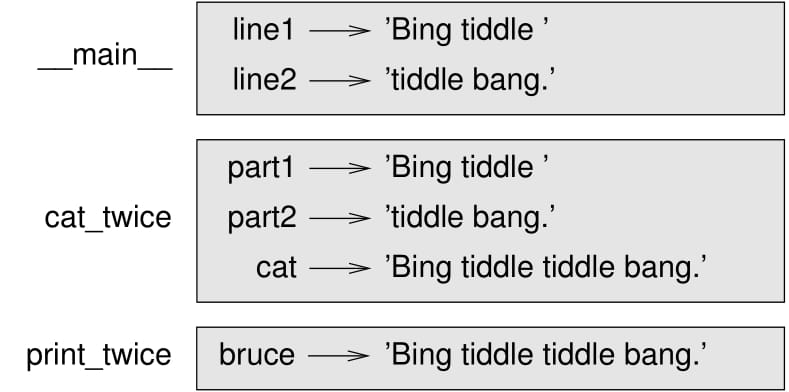 __main__
line1 ’Bing tiddle ’
line2 ’tiddle bang.’
cat_twice
part1 ’Bing tiddle ’
part2 ’tiddle bang.’
cat ’Bing tiddle tiddle bang.’
print_twice
bruce ’Bing tiddle tiddle bang.’